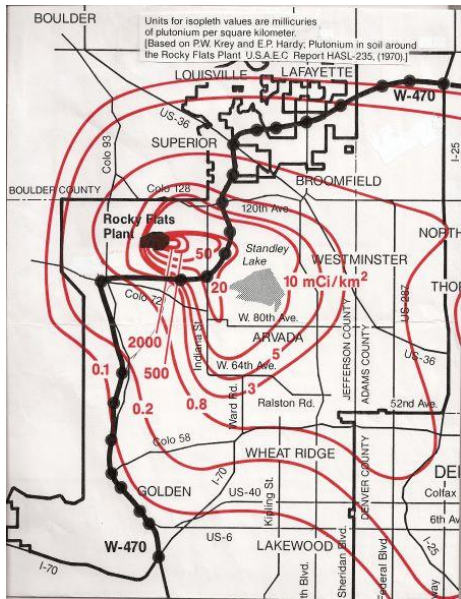 BOULDER
Units for isopleth values are millicuries
of plutonium per square kilometer.
[Based on P.W. Krey and E.P. Hardy; Plutonium in soil around
the Rocky Flats Plant U.S.A.E.C Report HASL-235, (1970).]
LOUISVILLE
LAFAYETTE
W-470
US-36
Colo 93
SUPERIOR
I-25
BOULDER COUNTY
Colo 128
BROOMFIELD
120th Ave.
Rocky Flats
Plant
50
Standley
Lake
WESTMINSTER
NORTH
20
10 mCi/km²
THO
Colo 72
US-287
W. 80th Ave.
2000
ARVADA
JEFFERSON COUNTY
ADAMS COUNTY
US-36
Indiana St.
5
500
W. 64th Ave.
0.1
3
0.2
0.8
Ward Rd.
Ralston Rd.
52nd Ave.
Colo 58
WHEAT RIDGE
I-70
DE
GOLDEN
US-40
Kipling St.
DENVER COUNTY
Colfax
6th Av
US-6
W-470
LAKEWOOD
I-25
I-70
th Blvd.
Sheridan Blvd.
Federal Blvd.
way